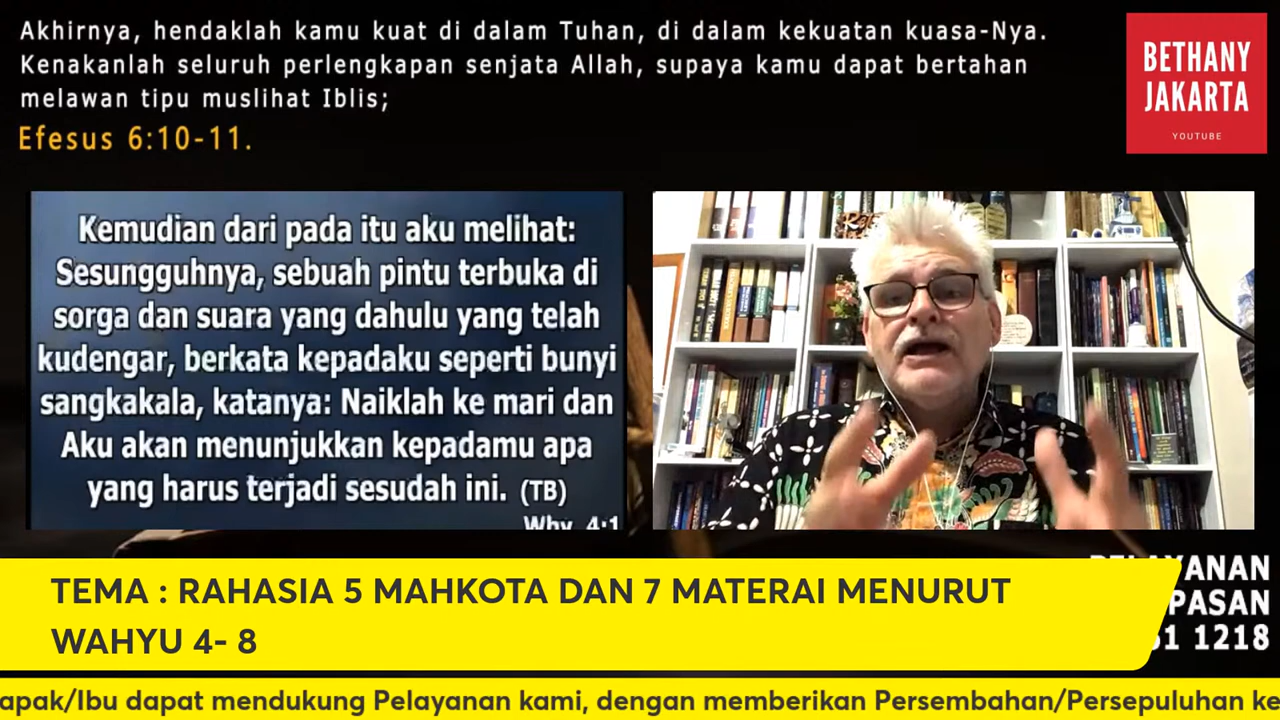 Akhirnya, hendaklah kamu kuat di dalam Tuhan, di dalam kekuatan kuasa-Nya.
Kenakanlah seluruh perlengkapan senjata Allah, supaya kamu dapat bertahan
melawan tipu muslihat Iblis;
Efesus 6:10-11.
BETHANY
JAKARTA
YOUTUBE
Kemudian dari pada itu aku melihat:
Sesungguhnya, sebuah pintu terbuka di
sorga dan suara yang dahulu yang telah
kudengar, berkata kepadaku seperti bunyi
sangkakala, katanya: Naiklah ke mari dan
Aku akan menunjukkan kepadamu apa
yang harus terjadi sesudah ini. (TB)
Why. 4:1
TEMA : RAHASIA 5 MAHKOTA DAN 7 MATERAI MENURUT
WAHYU 4- 8
1218
apak/Ibu dapat mendukung Pelayanan kami, dengan memberikan Persembahan/Persepuluhan ke